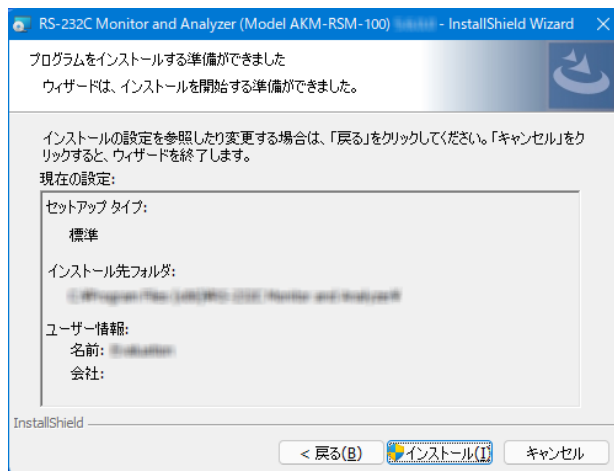 RS-232C Monitor and Analyzer (Model AKM-RSM-100) - InstallShield Wizard
プログラムをインストールする準備ができました
ウィザードは、インストールを開始する準備ができました。
インストールの設定を参照したり変更する場合は、「戻る」をクリックしてください。「キャンセル」をク
リックすると、ウィザードを終了します。
現在の設定:
セットアップ タイプ:
標準
インストール先フォルダ:
ユーザー情報:
名前:
会社:
InstallShield
< 戻る(B)
インストール(I)
キャンセル